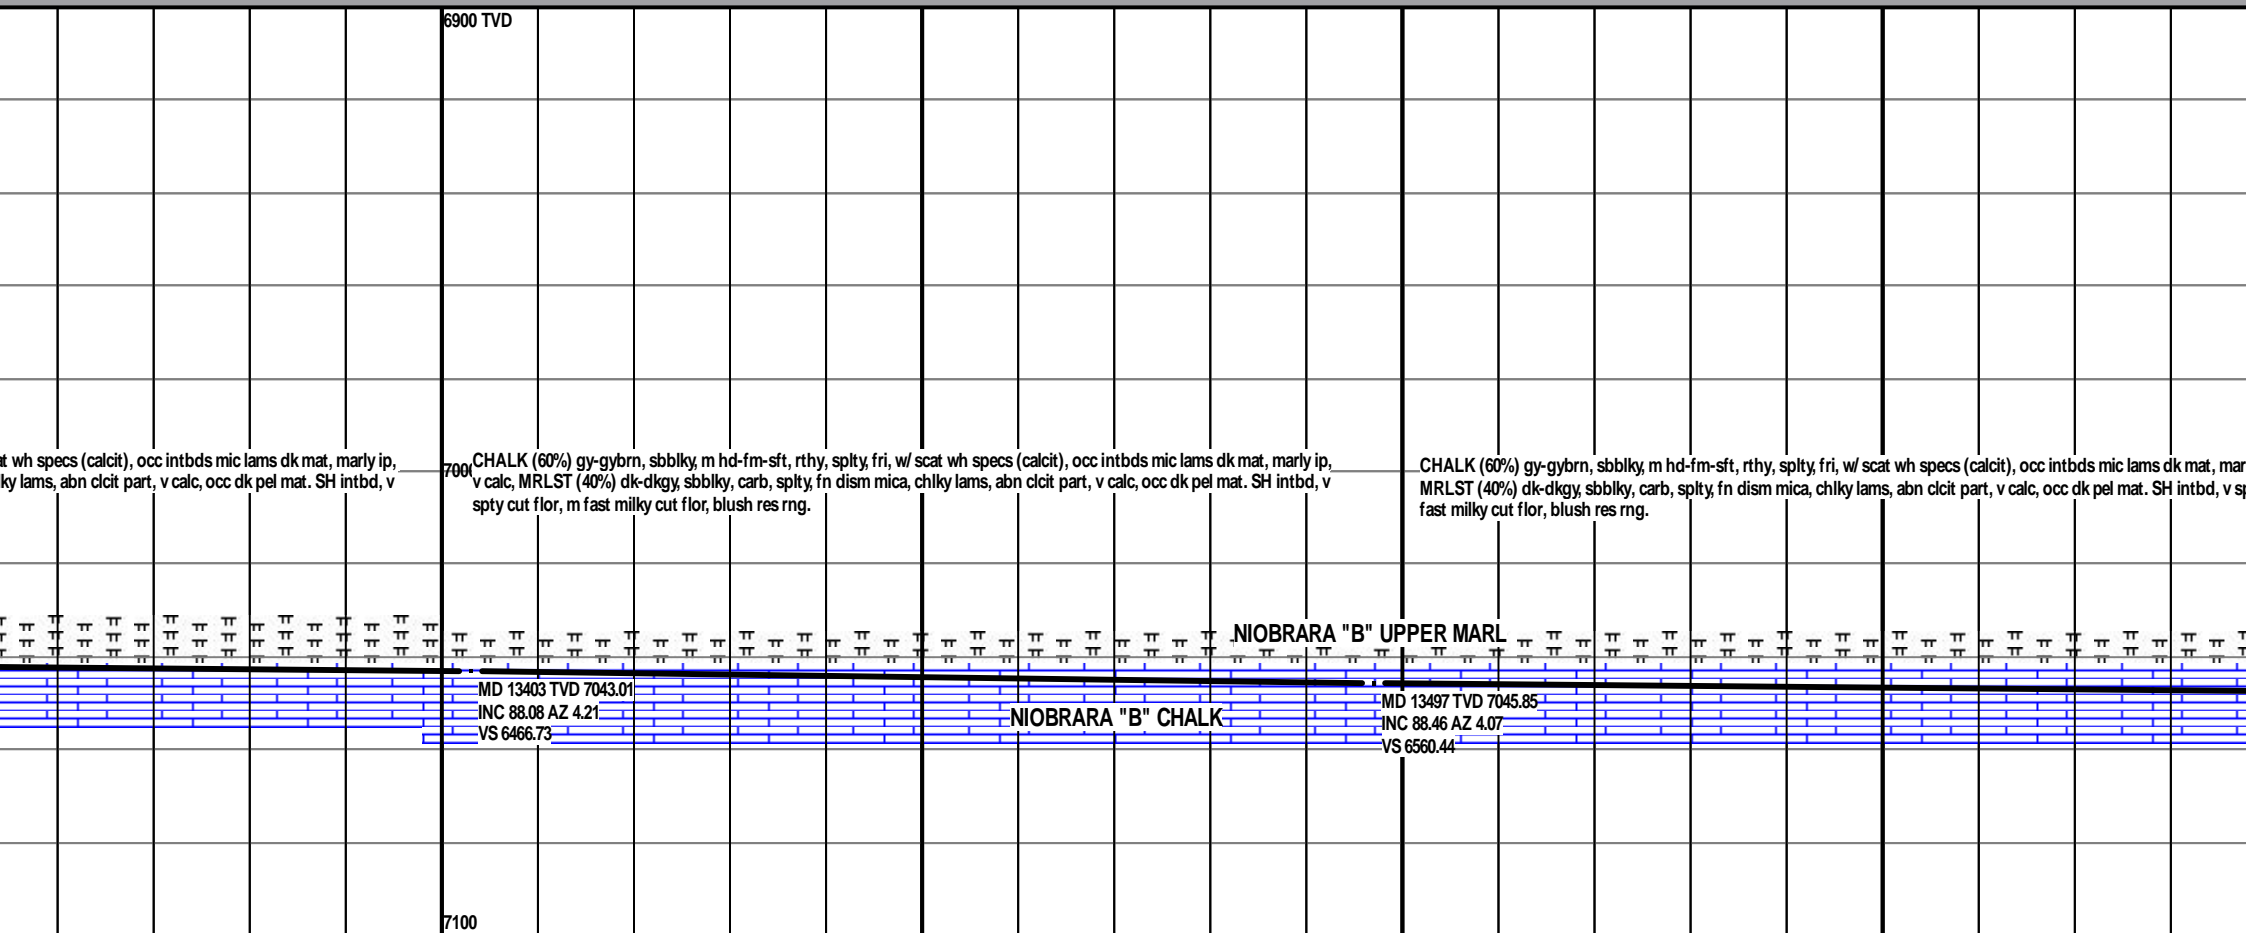 6900 TVD
at wh specs (calcit), occ intbds mic lams dk mat, marly ip,
ky lams, abn clcit part, v calc, occ dk pel mat. SH intbd, v
7000
CHALK (60%) gy-gybrn, sbblky, m hd-fm-sft, rthy, splty, fri, w/ scat wh specs (calcit), occ intbds mic lams dk mat, marly ip,
v calc, MRLST (40%) dk-dkgy, sbblky, carb, splty, fn dism mica, chlky lams, abn clcit part, v calc, occ dk pel mat. SH intbd, v
spty cut flor, m fast milky cut flor, blush res rng.
CHALK (60%) gy-gybrn, sbblky, m hd-fm-sft, rthy, splty, fri, w/ scat wh specs (calcit), occ intbds mic lams dk mat, mar
MRLST (40%) dk-dkgy, sbblky, carb, splty, fn dism mica, chlky lams, abn clcit part, v calc, occ dk pel mat. SH intbd, v sp
fast milky cut flor, blush res rng.
NIOBRARA "B" UPPER MARL
MD 13403 TVD 7043.01
INC 88.08 AZ 4.21
VS 6466.73
NIOBRARA "B" CHALK
MD 13497 TVD 7045.85
INC 88.46 AZ 4.07
VS 6560.44
7100